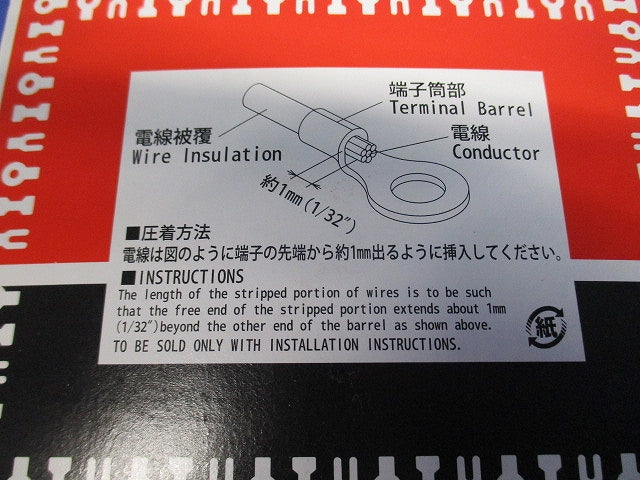 端子筒部
Terminal Barrel
電線被覆
Wire Insulation
電線
Conductor
約1mm(1/32")
■圧着方法
電線は図のように端子の先端から約1mm出るように挿入してください。
■INSTRUCTIONS
The length of the stripped portion of wires is to be such
that the free end of the stripped portion extends about 1mm
(1/32")beyond the other end of the barrel as shown above.
TO BE SOLD ONLY WITH INSTALLATION INSTRUCTIONS.
紙